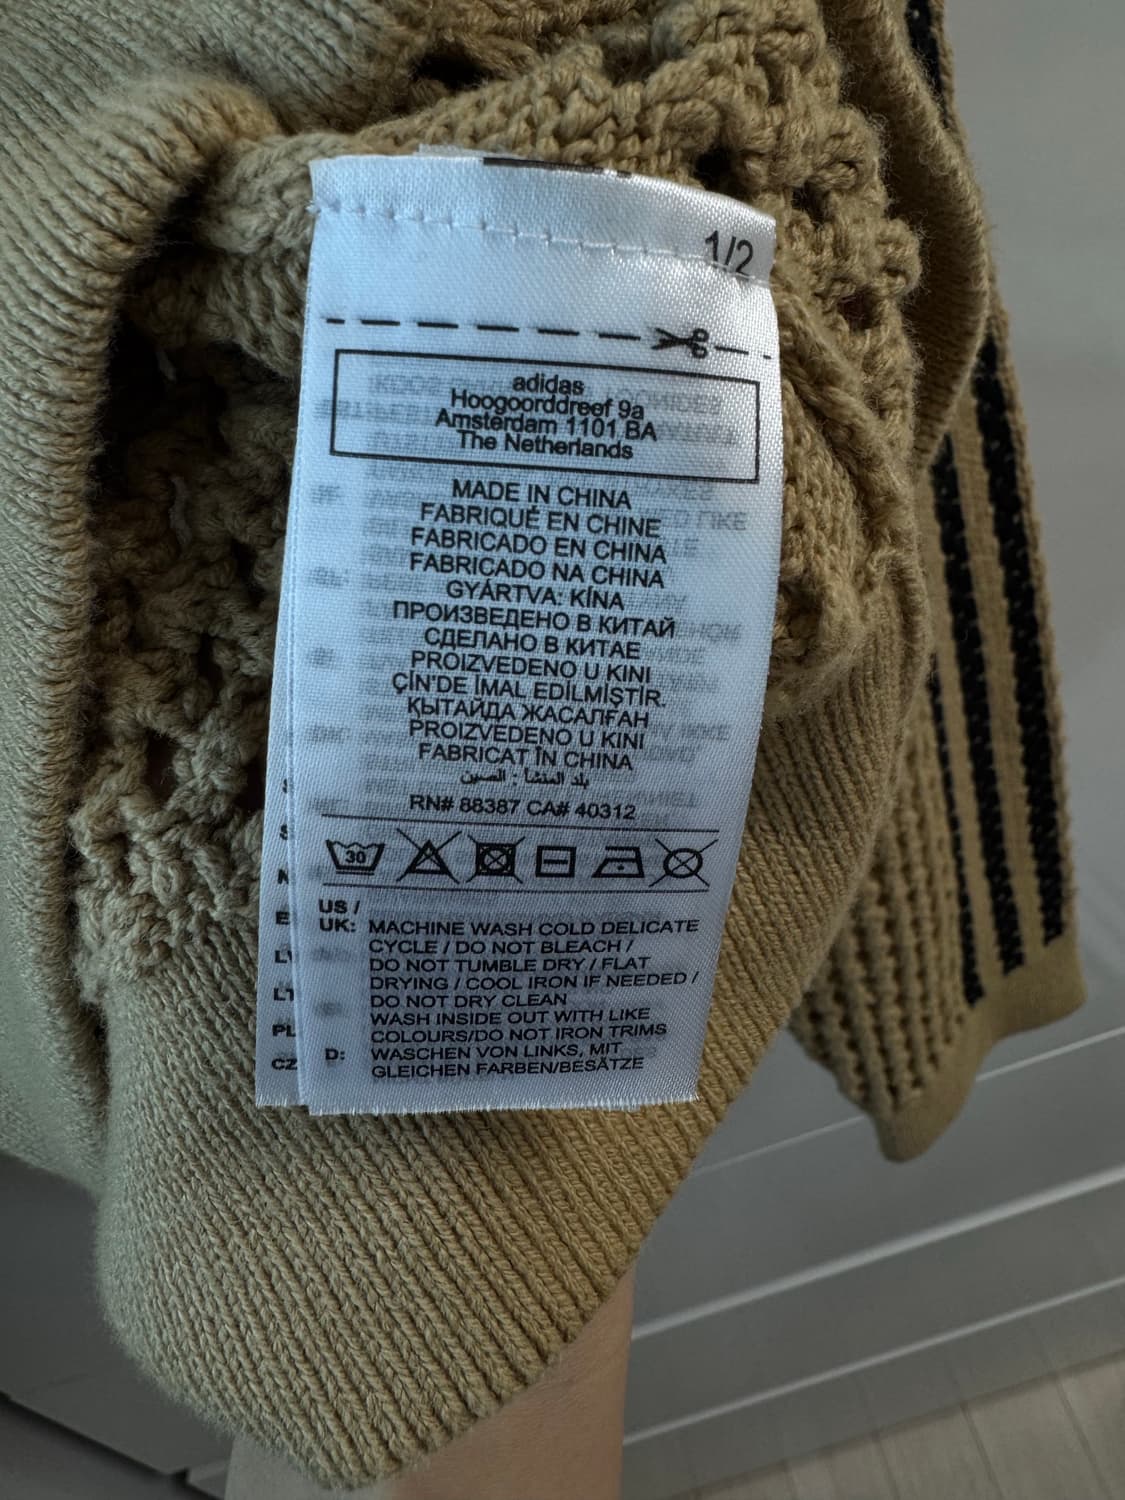 1/2
adidas
Hoogoorddreef 9a
Amsterdam 1101 BA
The Netherlands
MADE IN CHINA
FABRIQUÉ EN CHINE
FABRICADO EN CHINA
FABRICADO NA CHINA
GYÁRTVA: KÍNA
ПРОИЗВЕДЕНО В КИТАЙ
СДЕЛАНО В КИТАЕ
PROIZVEDENO U KINI
ÇİN'DE İMAL EDİLMİŞTİR.
ҚЫТАЙДА ЖАСАЛҒАН
PROIZVEDENO U KINI
FABRICAT ÎN CHINA
بلد المنشأ : الصين
RN# 88387 CA# 40312
30
US /
UK: MACHINE WASH COLD DELICATE
CYCLE / DO NOT BLEACH /
DO NOT TUMBLE DRY / FLAT
DRYING / COOL IRON IF NEEDED /
DO NOT DRY CLEAN
WASH INSIDE OUT WITH LIKE
COLOURS/DO NOT IRON TRIMS
D: WASCHEN VON LINKS, MIT
GLEICHEN FARBEN/BESÄTZE
PL
CZ